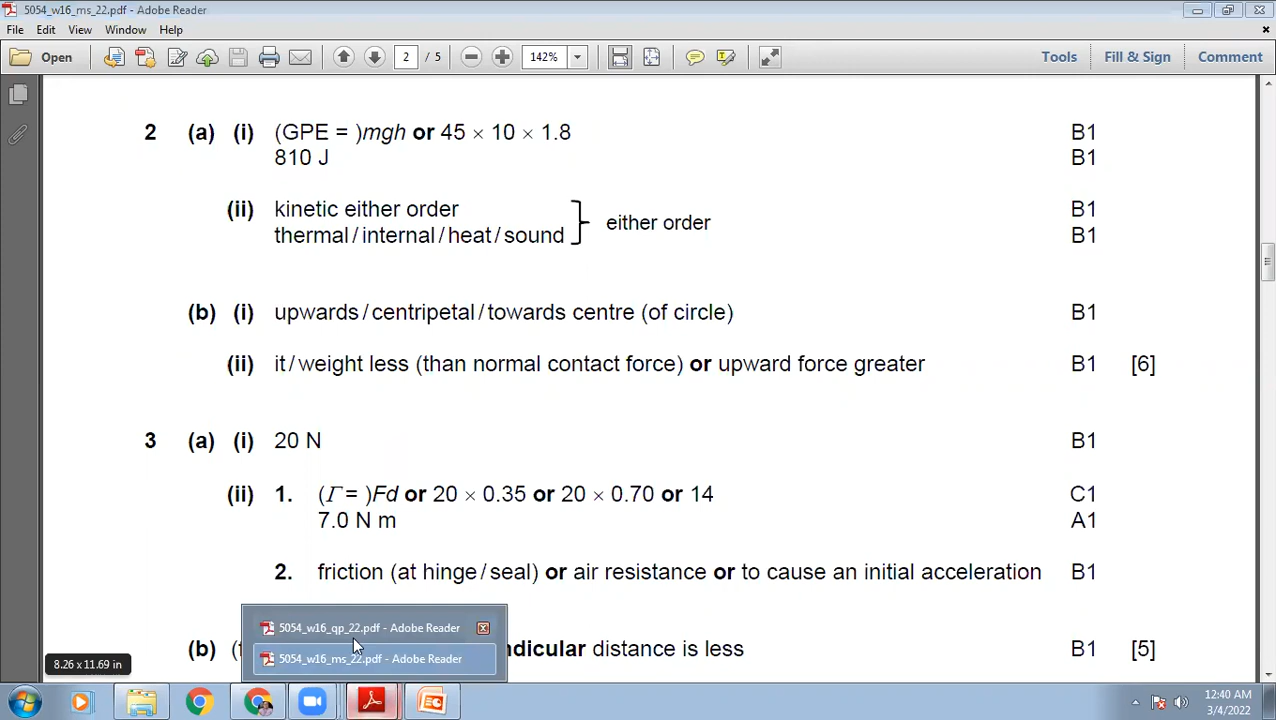 5054_w16_ms_22.pdf - Adobe Reader
File Edit View Window Help
Open 2 / 5 142% Tools Fill & Sign Comment
2 (a) (i) (GPE = )mgh or 45 × 10 × 1.8 B1
810 J B1
(ii) kinetic either order B1
thermal / internal / heat / sound either order B1
(b) (i) upwards / centripetal / towards centre (of circle) B1
(ii) it / weight less (than normal contact force) or upward force greater B1 [6]
3 (a) (i) 20 N B1
(ii) 1. (Γ = )Fd or 20 × 0.35 or 20 × 0.70 or 14 C1
7.0 N m A1
2. friction (at hinge / seal) or air resistance or to cause an initial acceleration B1
5054_w16_qp_22.pdf - Adobe Reader
(b) ndicular distance is less B1 [5]
5054_w16_ms_22.pdf - Adobe Reader
8.26 x 11.69 in
12:40 AM
3/4/2022